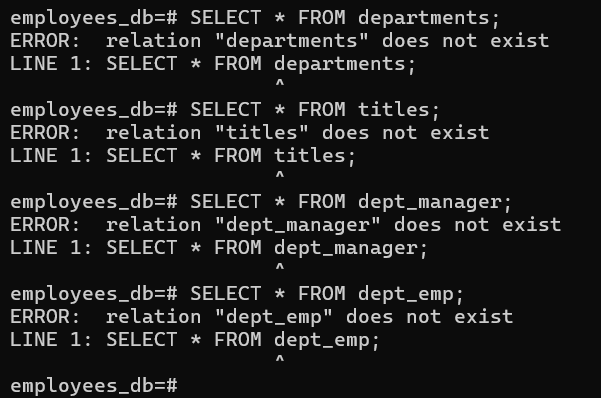 employees_db=# SELECT * FROM departments;
ERROR:  relation "departments" does not exist
LINE 1: SELECT * FROM departments;
                      ^
employees_db=# SELECT * FROM titles;
ERROR:  relation "titles" does not exist
LINE 1: SELECT * FROM titles;
                      ^
employees_db=# SELECT * FROM dept_manager;
ERROR:  relation "dept_manager" does not exist
LINE 1: SELECT * FROM dept_manager;
                      ^
employees_db=# SELECT * FROM dept_emp;
ERROR:  relation "dept_emp" does not exist
LINE 1: SELECT * FROM dept_emp;
                      ^
employees_db=#